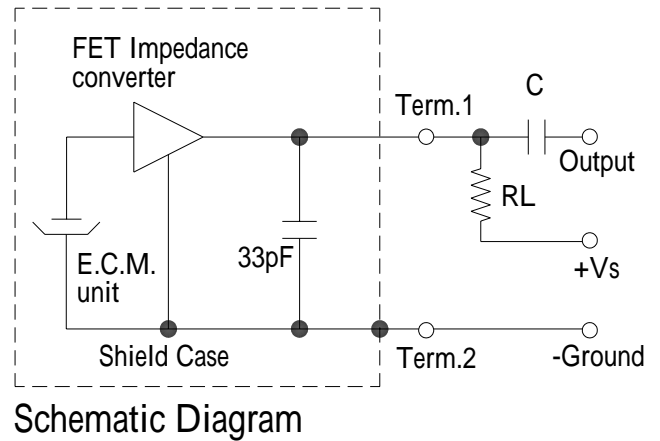 FET Impedance
converter
Term.1
C
Output
RL
33pF
+Vs
E.C.M.
unit
Shield Case
Term.2
-Ground
Schematic Diagram